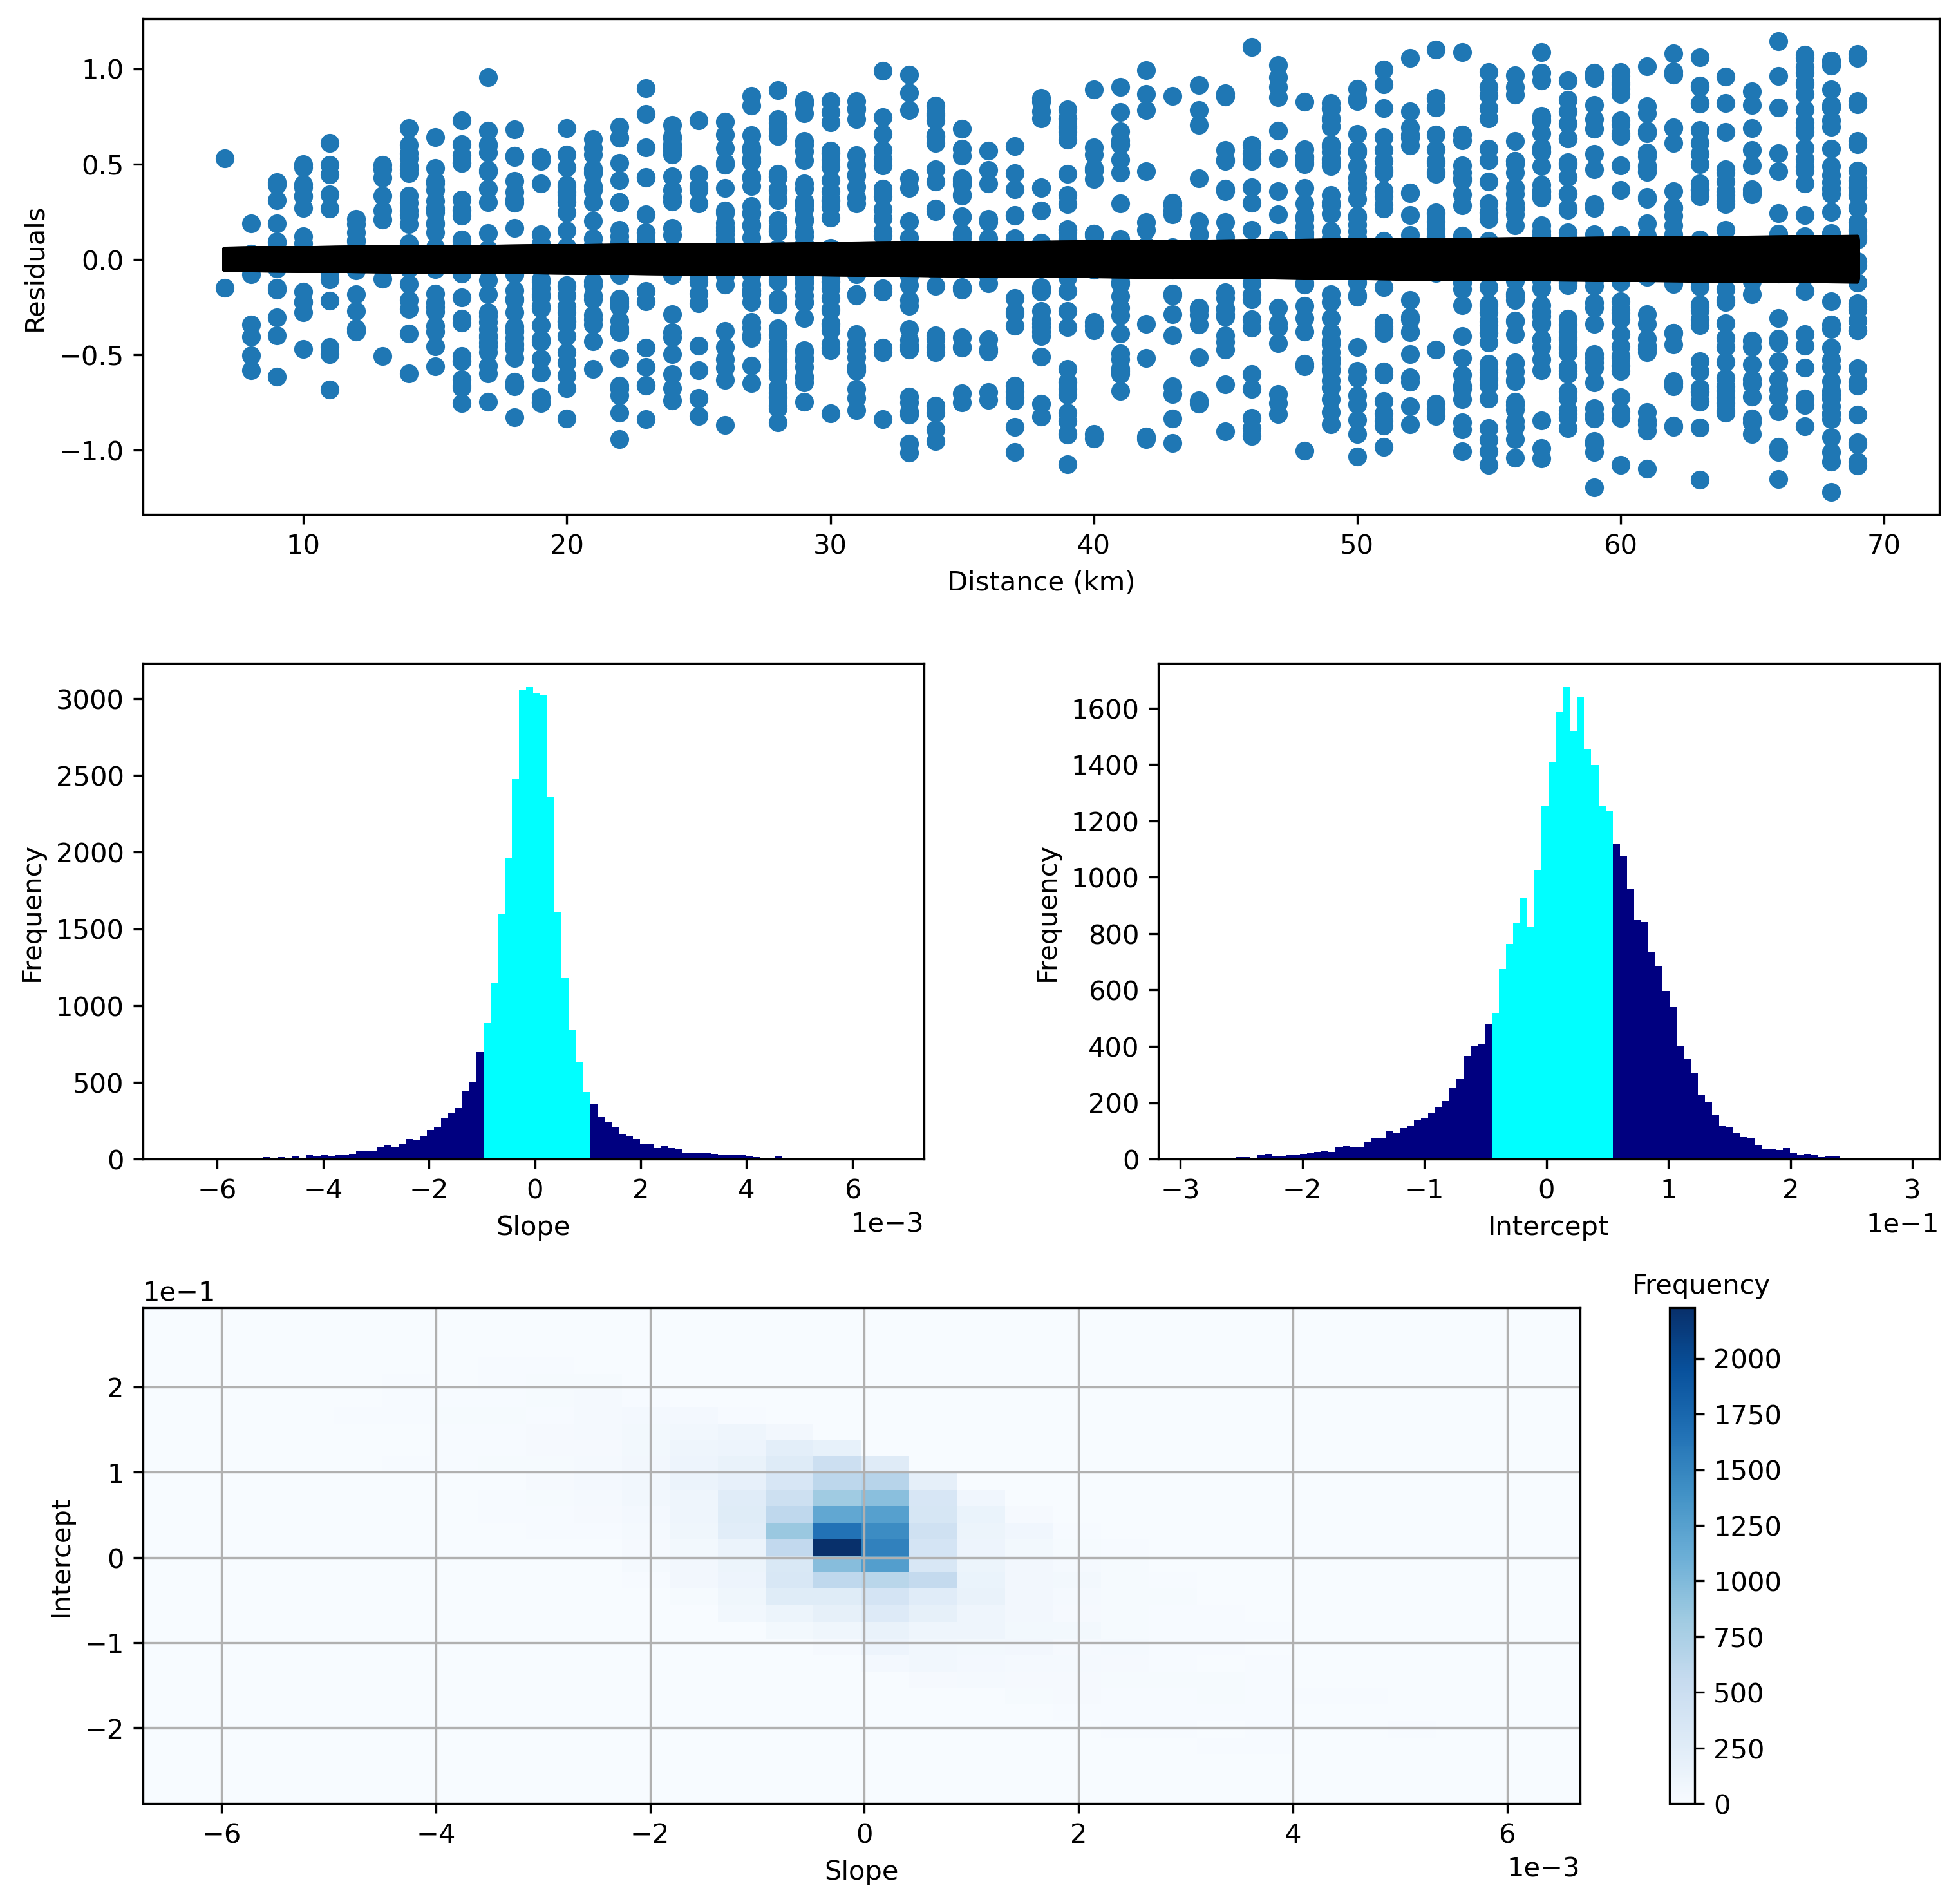 1.0
0.5
0.0
−0.5
−1.0
Residuals
10 20 30 40 50 60 70
Distance (km)
3000
2500
2000
1500
1000
500
0
Frequency
−6 −4 −2 0 2 4 6
1e−3
Slope
1600
1400
1200
1000
800
600
400
200
0
Frequency
−3 −2 −1 0 1 2 3
1e−1
Intercept
1e−1
2
1
0
−1
−2
Intercept
−6 −4 −2 0 2 4 6
1e−3
Slope
Frequency
2000
1750
1500
1250
1000
750
500
250
0